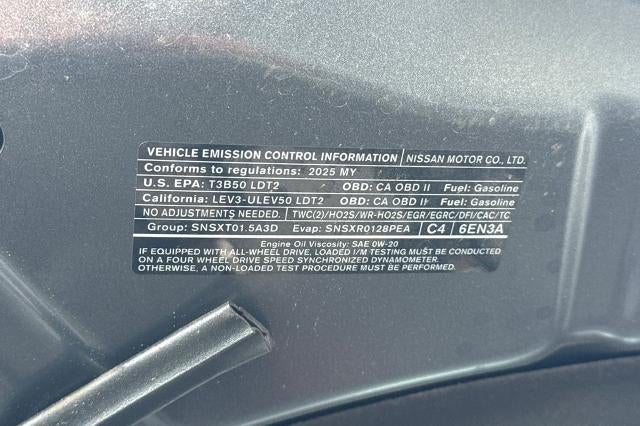 VEHICLE EMISSION CONTROL INFORMATION NISSAN MOTOR CO., LTD.
Conforms to regulations: 2025 MY
U.S. EPA: T3B50 LDT2 OBD: CA OBD II Fuel: Gasoline
California: LEV3-ULEV50 LDT2 OBD: CA OBD II Fuel: Gasoline
NO ADJUSTMENTS NEEDED. TWC(2)/HO2S/WR-HO2S/EGR/EGRC/DFI/CAC/TC
Group: SNSXT01.5A3D Evap: SNSXR0128PEA C4 6EN3A
Engine Oil Viscosity: SAE 0W-20
IF EQUIPPED WITH ALL-WHEEL DRIVE, LOADED I/M TESTING MUST BE CONDUCTED
ON A FOUR WHEEL DRIVE SPEED SYNCHRONIZED DYNAMOMETER.
OTHERWISE, A NON-LOADED TEST PROCEDURE MUST BE PERFORMED.